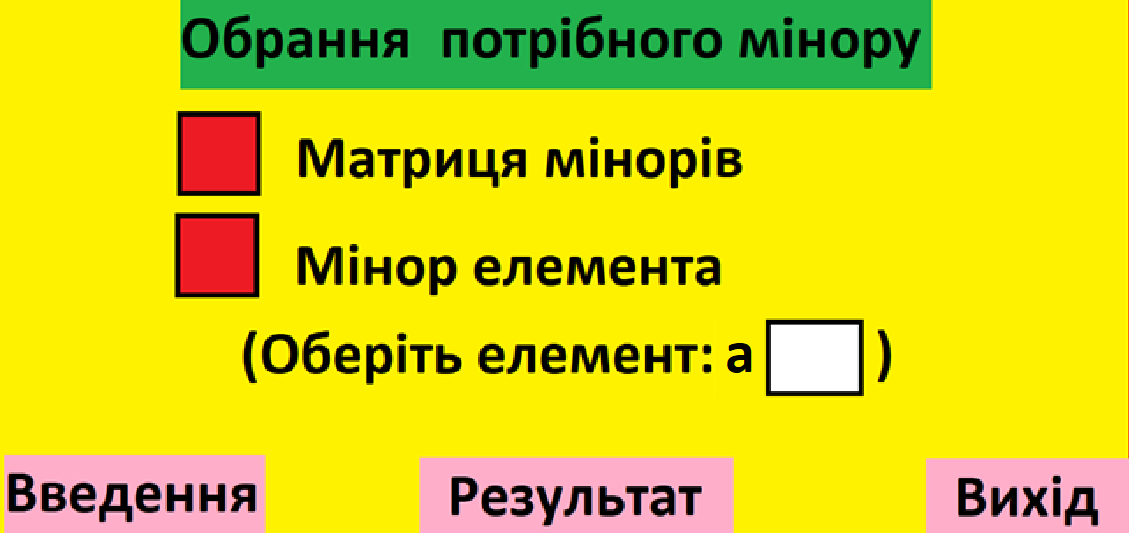 Обрання потрібного мінору
Матриця мінорів
Мінор елемента
(Оберіть елемент: а )
Введення Результат Вихід